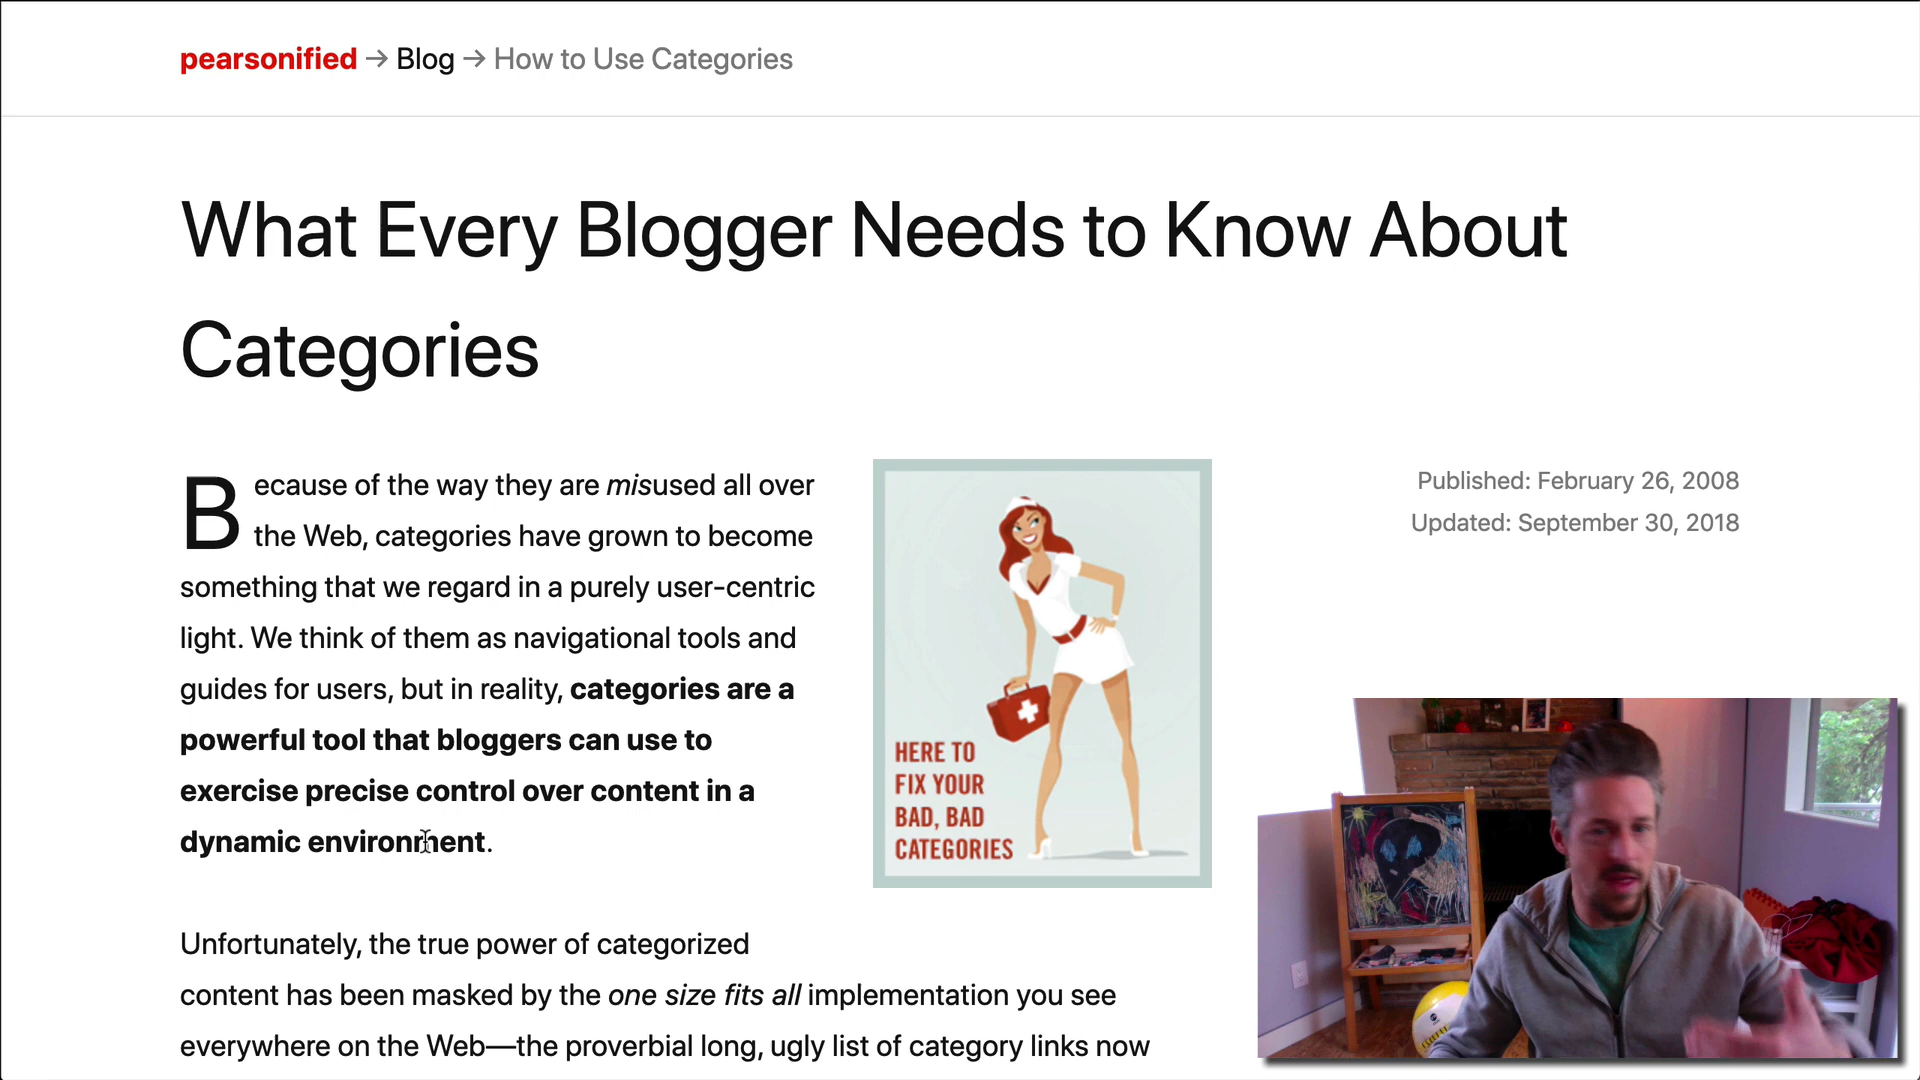 pearsonified → Blog → How to Use Categories
What Every Blogger Needs to Know About
Categories
Because of the way they are misused all over
the Web, categories have grown to become
something that we regard in a purely user-centric
light. We think of them as navigational tools and
guides for users, but in reality, categories are a
powerful tool that bloggers can use to
exercise precise control over content in a
dynamic environment.
HERE TO
FIX YOUR
BAD, BAD
CATEGORIES
Published: February 26, 2008
Updated: September 30, 2018
Unfortunately, the true power of categorized
content has been masked by the one size fits all implementation you see
everywhere on the Web—the proverbial long, ugly list of category links now